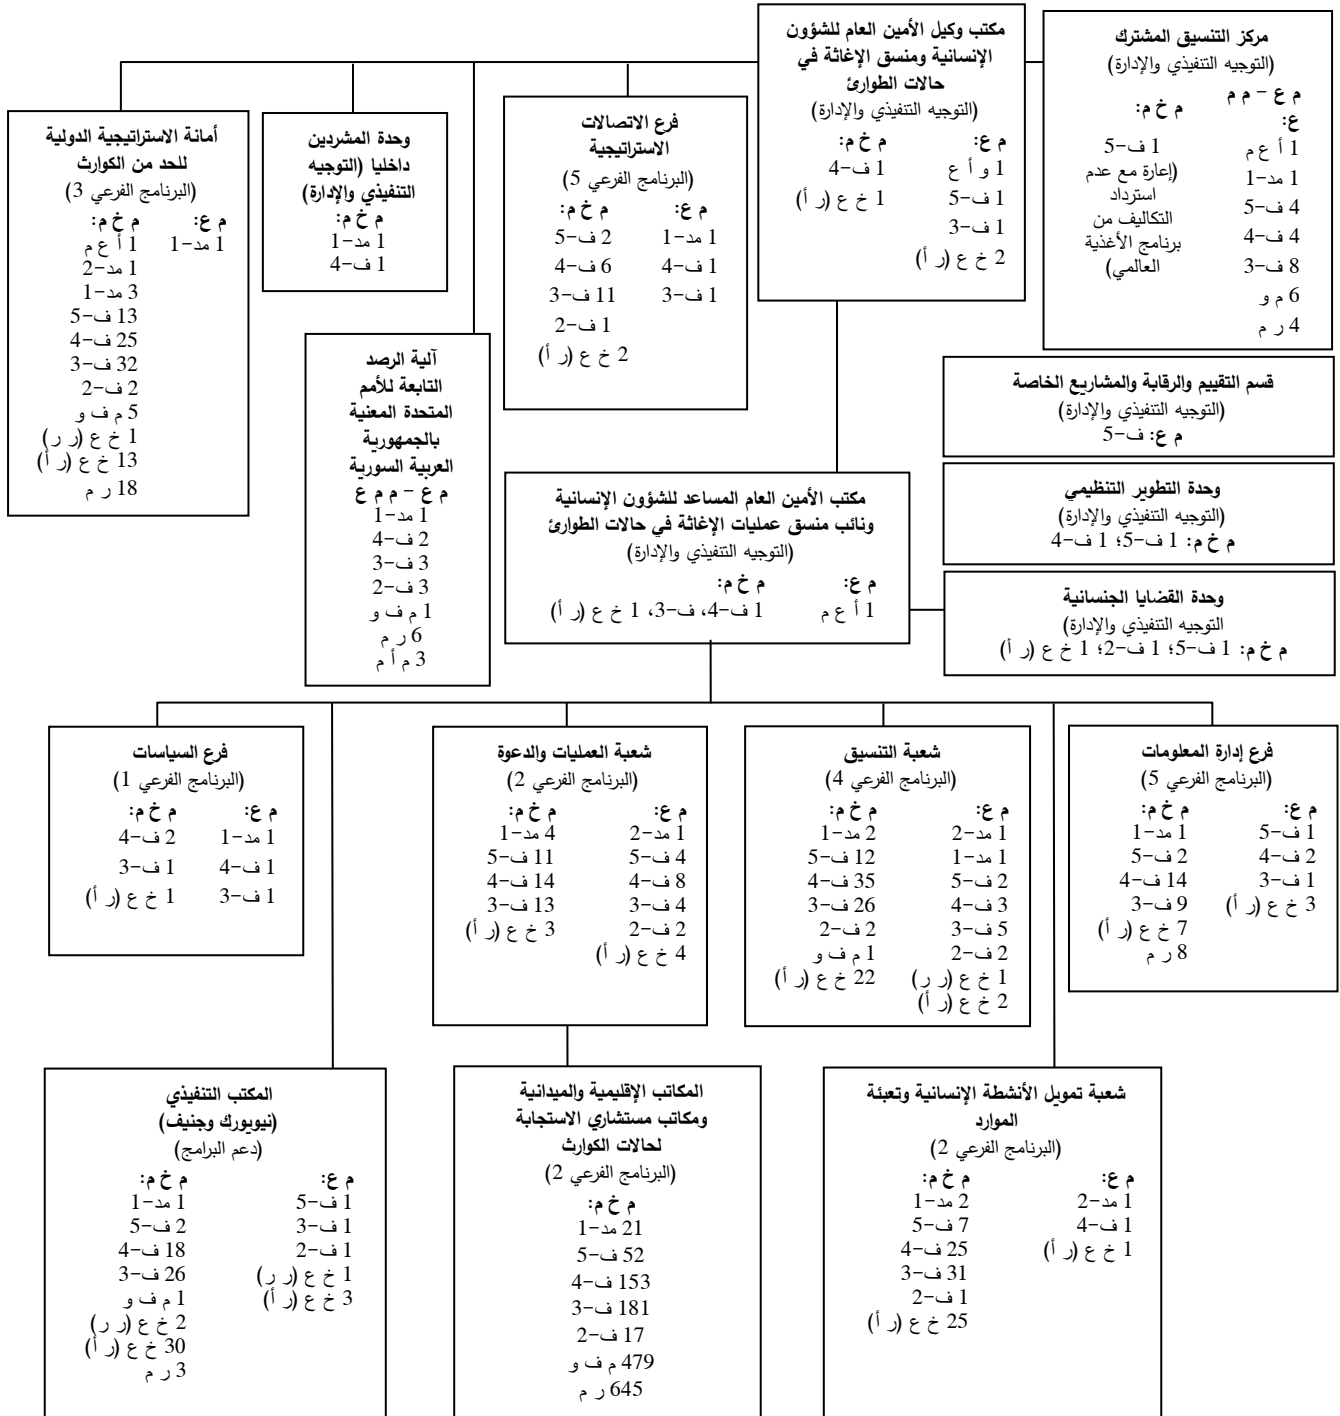 مكتب وكيل الأمين العام للشؤون
الإنسانية ومنسق الإغاثة في
حالات الطوارئ
(التوجيه التنفيذي والإدارة)
م ع:
1 و أ ع
1 ف-5
1 ف-3
2 خ ع (ر أ)
م خ م:
1 ف-4
1 خ ع (ر أ)
مركز التنسيق المشترك
(التوجيه التنفيذي والإدارة)
م ع - م م
ع:
1 أ ع م
1 مد-1
4 ف-5
4 ف-4
8 ف-3
6 م و
4 ر م
م خ م:
1 ف-5
(إعارة مع عدم
استرداد
التكاليف من
برنامج الأغذية
العالمي)
فرع الاتصالات
الاستراتيجية
(البرنامج الفرعي 5)
م ع:
1 مد-1
1 ف-4
1 ف-3
م خ م:
2 ف-5
6 ف-4
11 ف-3
1 ف-2
2 خ ع (ر أ)
وحدة المشردين
داخليا (التوجيه
التنفيذي والإدارة)
م خ م:
1 مد-1
1 ف-4
أمانة الاستراتيجية الدولية
للحد من الكوارث
(البرنامج الفرعي 3)
م ع:
1 مد-1
م خ م:
1 أ ع م
1 مد-2
3 مد-1
13 ف-5
25 ف-4
32 ف-3
2 ف-2
5 م ف و
1 خ ع (ر ر)
13 خ ع (ر أ)
18 ر م
آلية الرصد
التابعة للأمم
المتحدة المعنية
بالجمهورية
العربية السورية
م ع - م م ع
1 مد-1
2 ف-4
3 ف-3
3 ف-2
1 م ف و
6 ر م
3 م أ م
قسم التقييم والرقابة والمشاريع الخاصة
(التوجيه التنفيذي والإدارة)
م ع: ف-5
وحدة التطوير التنظيمي
(التوجيه التنفيذي والإدارة)
م خ م: 1 ف-5؛ 1 ف-4
وحدة القضايا الجنسانية
التوجيه التنفيذي والإدارة)
م خ م: 1 ف-5؛ 1 ف-2؛ 1 خ ع (ر أ)
مكتب الأمين العام المساعد للشؤون الإنسانية
ونائب منسق عمليات الإغاثة في حالات الطوارئ
(التوجيه التنفيذي والإدارة)
م ع:
1 أ ع م
م خ م:
1 ف-4، ف-3، 1 خ ع (ر أ)
فرع إدارة المعلومات
(البرنامج الفرعي 5)
م ع:
1 ف-5
2 ف-4
1 ف-3
3 خ ع (ر أ)
م خ م:
1 مد-1
2 ف-5
14 ف-4
9 ف-3
7 خ ع (ر أ)
8 ر م
شعبة التنسيق
(البرنامج الفرعي 4)
م ع:
1 مد-2
1 مد-1
2 ف-5
3 ف-4
5 ف-3
2 ف-2
1 خ ع (ر ر)
2 خ ع (ر أ)
م خ م:
2 مد-1
12 ف-5
35 ف-4
26 ف-3
2 ف-2
1 م ف و
22 خ ع (ر أ)
شعبة العمليات والدعوة
(البرنامج الفرعي 2)
م ع:
1 مد-2
4 ف-5
8 ف-4
4 ف-3
2 ف-2
4 خ ع (ر أ)
م خ م:
4 مد-1
11 ف-5
14 ف-4
13 ف-3
3 خ ع (ر أ)
فرع السياسات
(البرنامج الفرعي 1)
م ع:
1 مد-1
1 ف-4
1 ف-3
م خ م:
2 ف-4
1 ف-3
1 خ ع (ر أ)
شعبة تمويل الأنشطة الإنسانية وتعبئة
الموارد
(البرنامج الفرعي 2)
م ع:
1 مد-2
1 ف-4
1 خ ع (ر أ)
م خ م:
2 مد-1
7 ف-5
25 ف-4
31 ف-3
1 ف-2
25 خ ع (ر أ)
المكاتب الإقليمية والميدانية
ومكاتب مستشاري الاستجابة
لحالات الكوارث
(البرنامج الفرعي 2)
م خ م:
21 مد-1
52 ف-5
153 ف-4
181 ف-3
17 ف-2
479 م ف و
645 ر م
المكتب التنفيذي
(نيويورك وجنيف)
(دعم البرامج)
م ع:
1 ف-5
1 ف-3
1 ف-2
1 خ ع (ر ر)
3 خ ع (ر أ)
م خ م:
1 مد-1
2 ف-5
18 ف-4
26 ف-3
1 م ف و
2 خ ع (ر ر)
30 خ ع (ر أ)
3 ر م